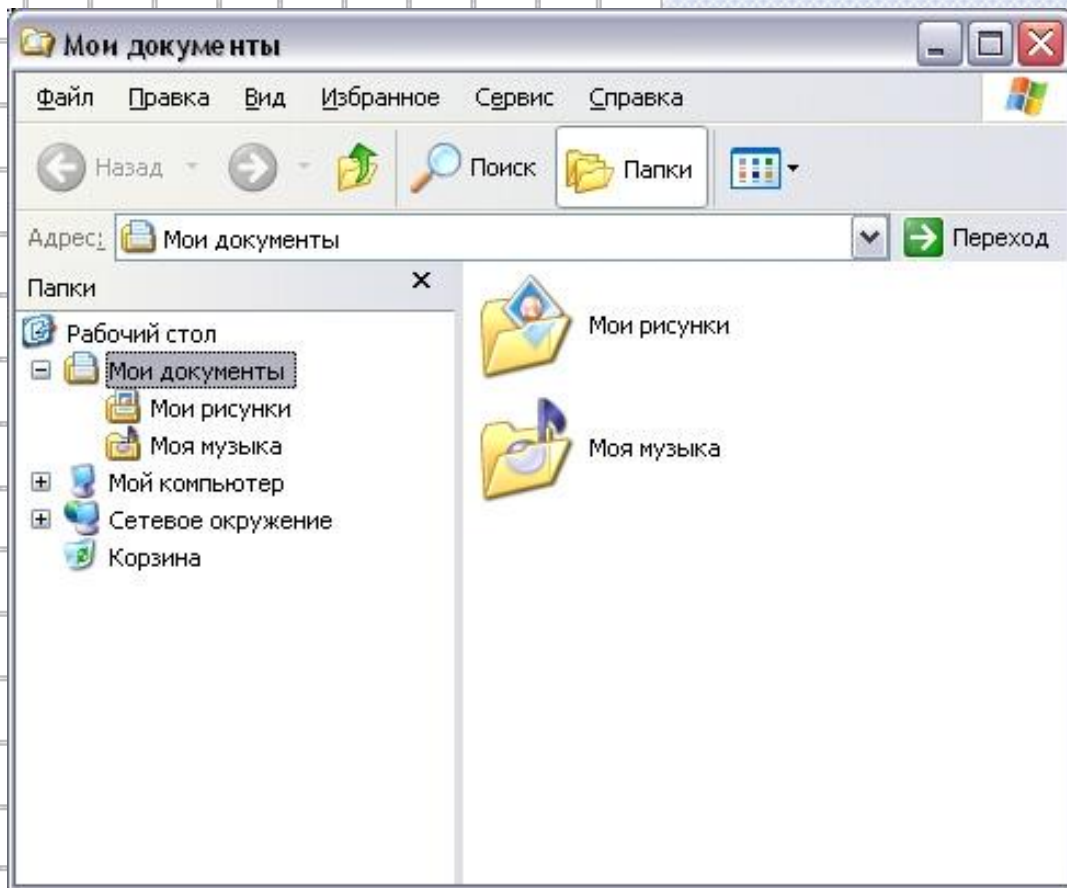 Мои документы
Файл Правка Вид Избранное Сервис Справка
Назад Поиск Папки
Адрес: Мои документы Переход
Папки
Рабочий стол
Мои документы
Мои рисунки
Моя музыка
Мой компьютер
Сетевое окружение
Корзина
Мои рисунки
Моя музыка